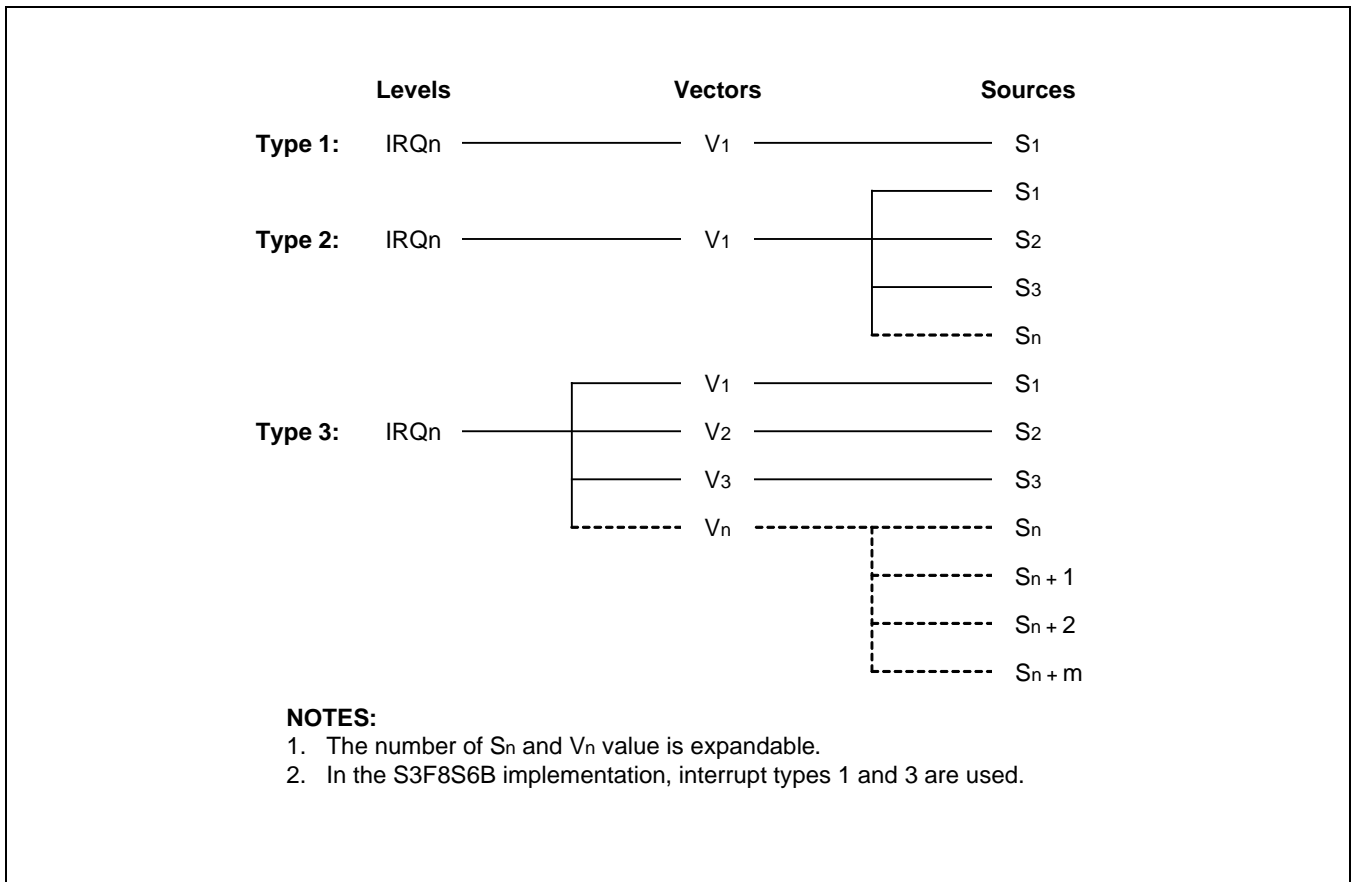 Levels Vectors Sources
Type 1: IRQn V1 S1
S1
Type 2: IRQn V1 S2
S3
Sn
V1 S1
Type 3: IRQn V2 S2
V3 S3
Vn Sn
Sn + 1
Sn + 2
Sn + m
NOTES:
1. The number of Sn and Vn value is expandable.
2. In the S3F8S6B implementation, interrupt types 1 and 3 are used.